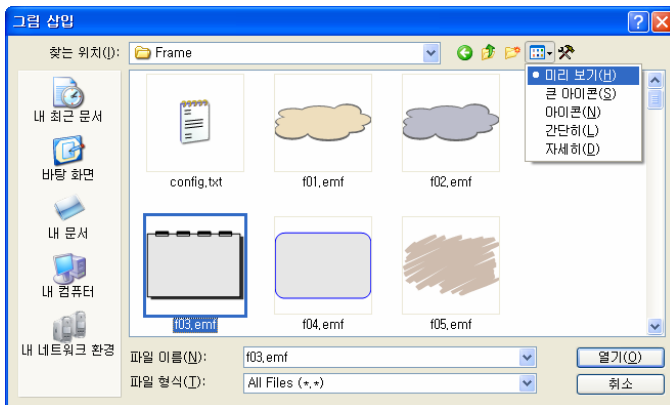 그림 삽입
찾는 위치(I): Frame
미리 보기(H)
큰 아이콘(S)
아이콘(N)
간단히(L)
자세히(D)
내 최근 문서
바탕 화면
내 문서
내 컴퓨터
내 네트워크 환경
config.txt f01.emf f02.emf
f03.emf f04.emf f05.emf
파일 이름(N): f03.emf 열기(O)
파일 형식(T): All Files (*.*) 취소